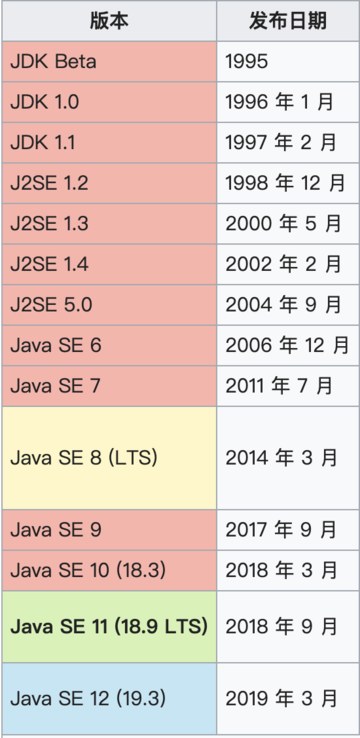 版本 发布日期
JDK Beta 1995
JDK 1.0 1996 年 1 月
JDK 1.1 1997 年 2 月
J2SE 1.2 1998 年 12 月
J2SE 1.3 2000 年 5 月
J2SE 1.4 2002 年 2 月
J2SE 5.0 2004 年 9 月
Java SE 6 2006 年 12 月
Java SE 7 2011 年 7 月
Java SE 8 (LTS) 2014 年 3 月
Java SE 9 2017 年 9 月
Java SE 10 (18.3) 2018 年 3 月
Java SE 11 (18.9 LTS) 2018 年 9 月
Java SE 12 (19.3) 2019 年 3 月